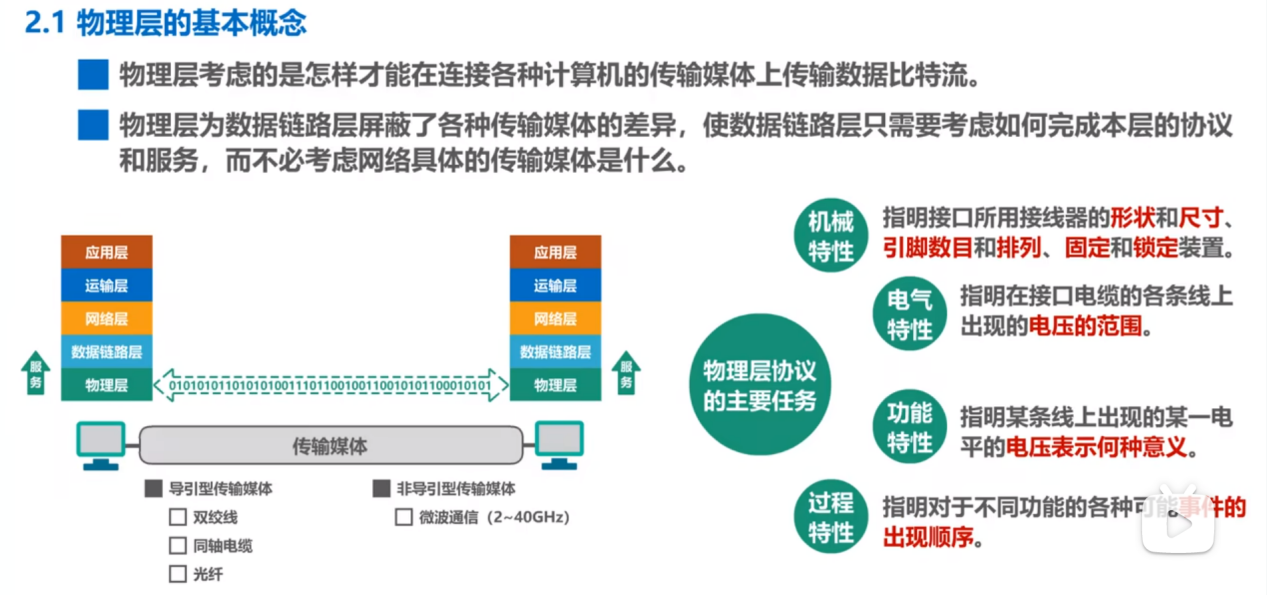 2.1 物理层的基本概念
物理层考虑的是怎样才能在连接各种计算机的传输媒体上传输数据比特流。
物理层为数据链路层屏蔽了各种传输媒体的差异，使数据链路层只需要考虑如何完成本层的协议
和服务，而不必考虑网络具体的传输媒体是什么。
应用层
运输层
网络层
数据链路层
物理层
服务
0101010110101010011101100100110010101100010101
应用层
运输层
网络层
数据链路层
物理层
服务
传输媒体
导引型传输媒体
双绞线
同轴电缆
光纤
非导引型传输媒体
微波通信（2~40GHz）
物理层协议
的主要任务
机械
特性
指明接口所用接线器的形状和尺寸、
引脚数目和排列、固定和锁定装置。
电气
特性
指明在接口电缆的各条线上
出现的电压的范围。
功能
特性
指明某条线上出现的某一电
平的电压表示何种意义。
过程
特性
指明对于不同功能的各种可能事件的
出现顺序。